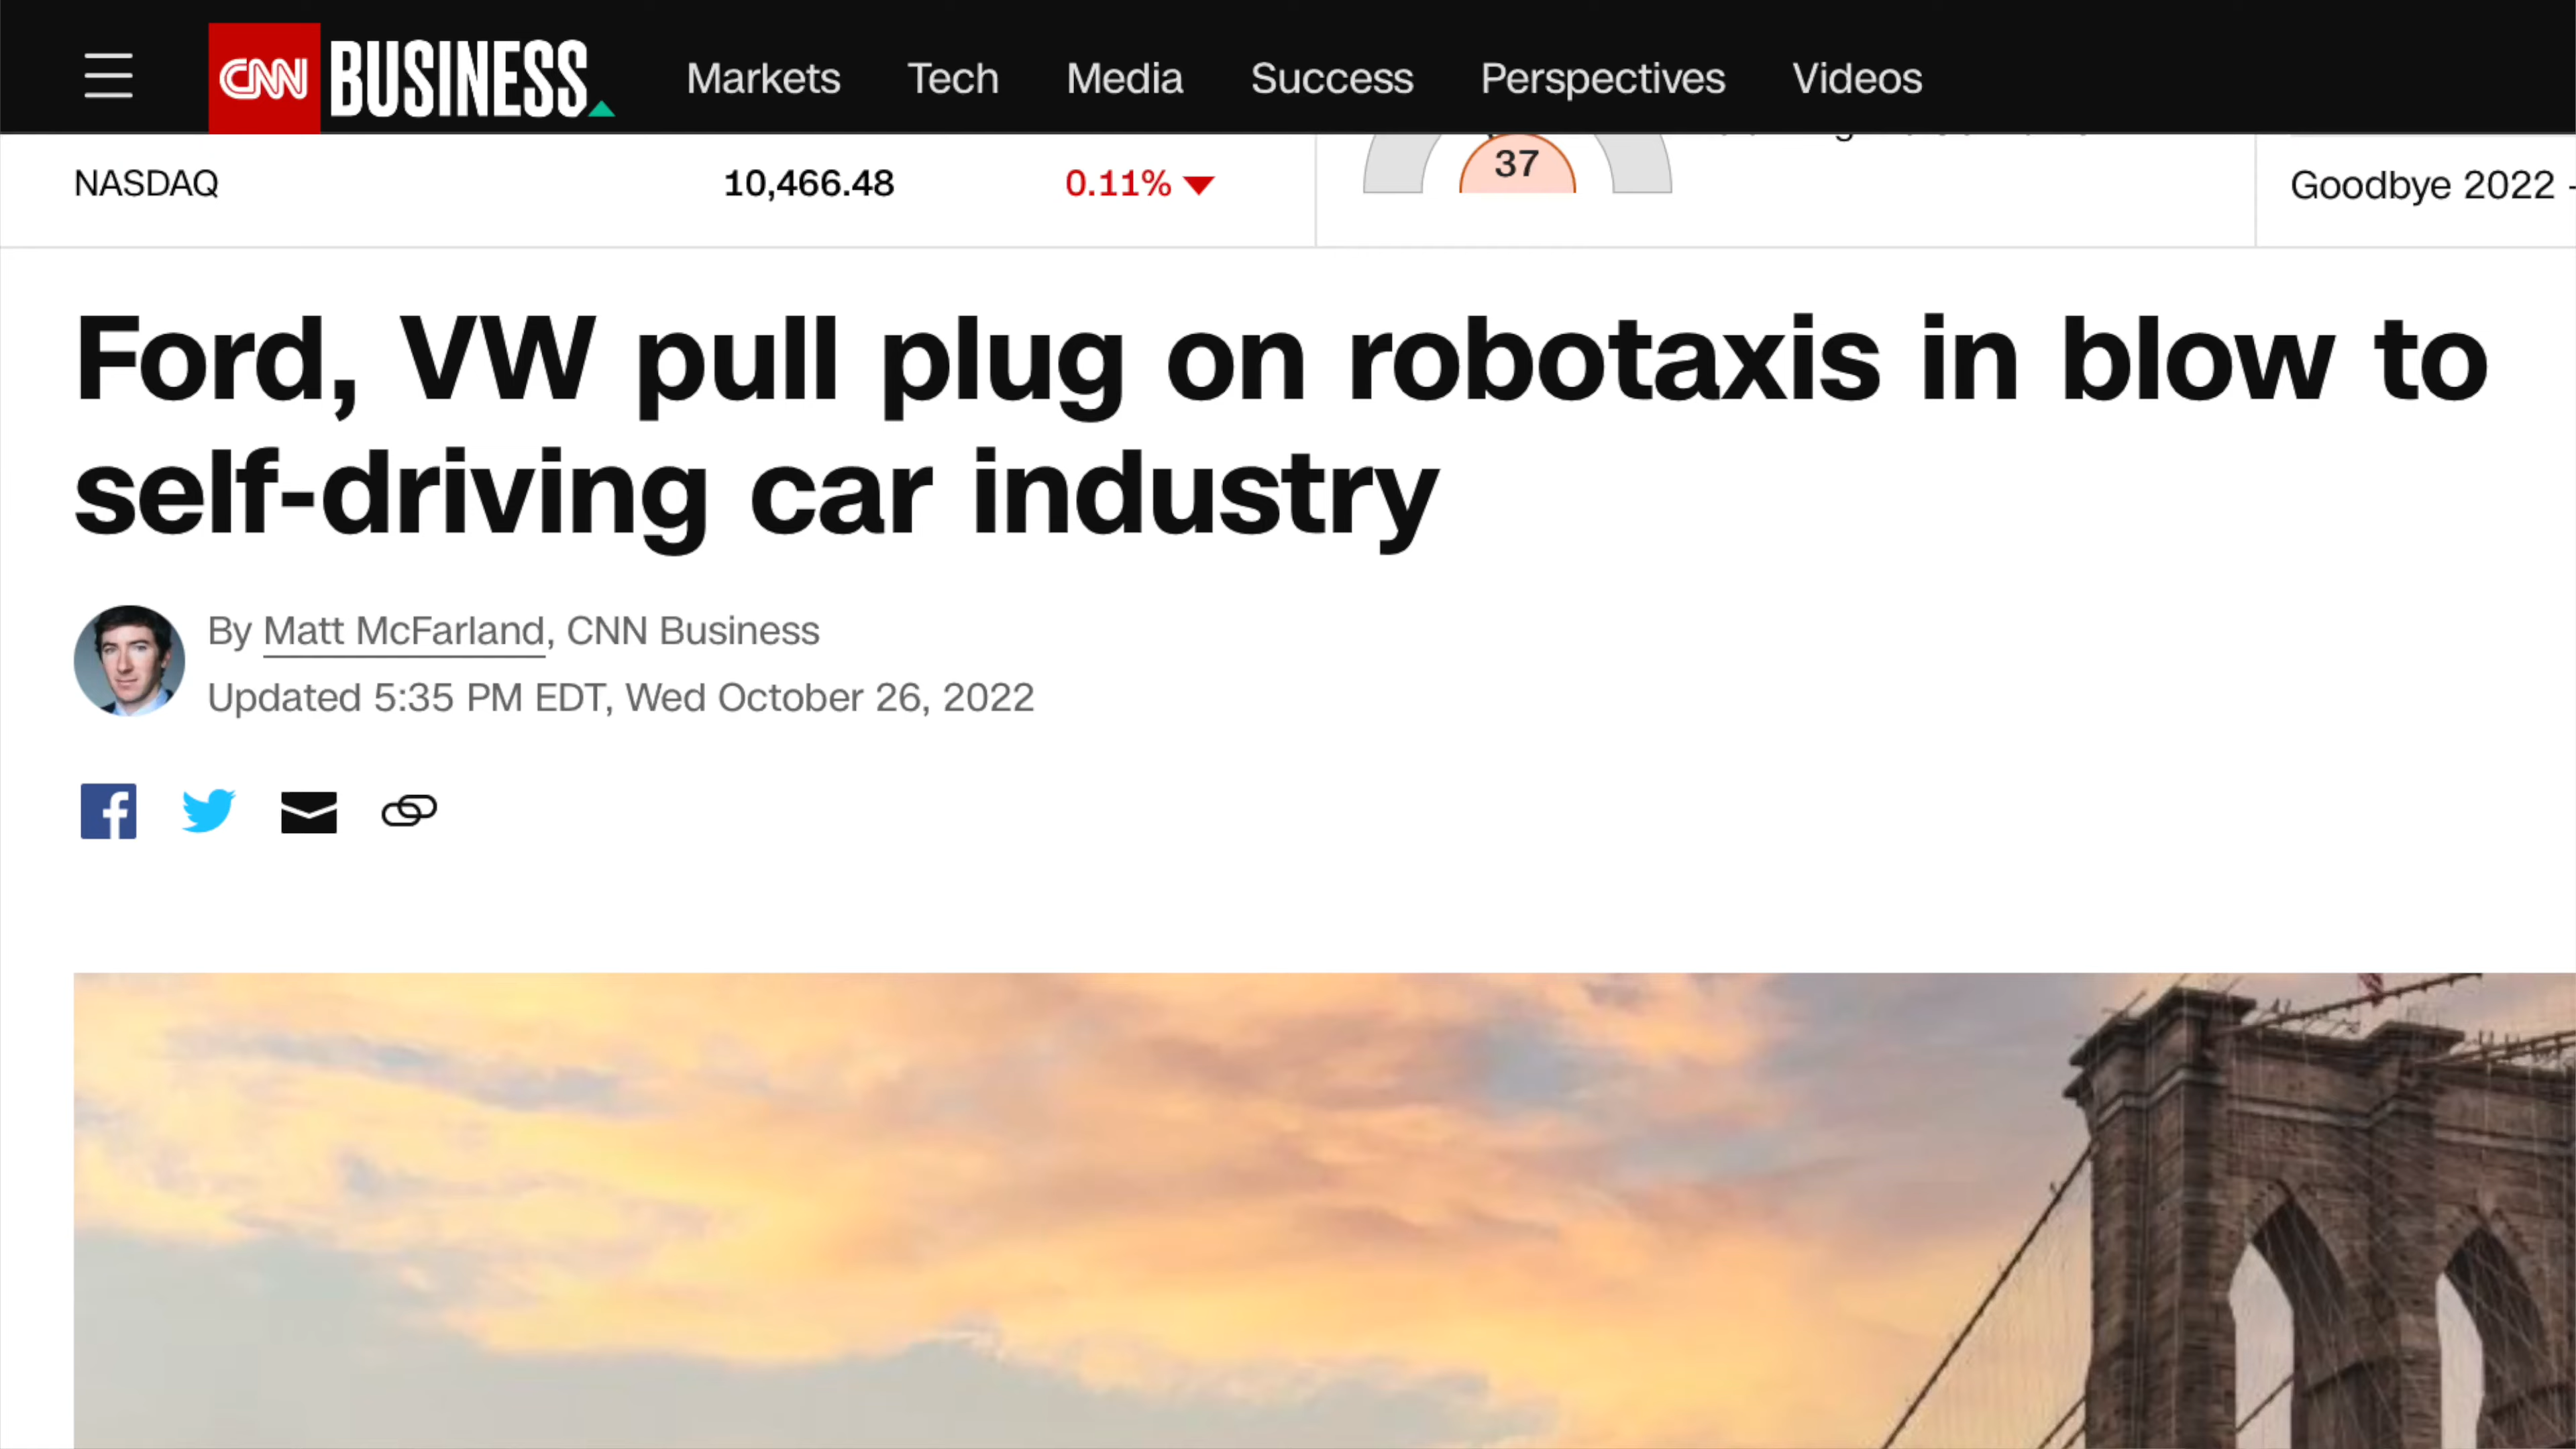 CNN BUSINESS Markets Tech Media Success Perspectives Videos
NASDAQ 10,466.48 0.11% 37 Goodbye 2022 -
Ford, VW pull plug on robotaxis in blow to
self-driving car industry
By Matt McFarland, CNN Business
Updated 5:35 PM EDT, Wed October 26, 2022